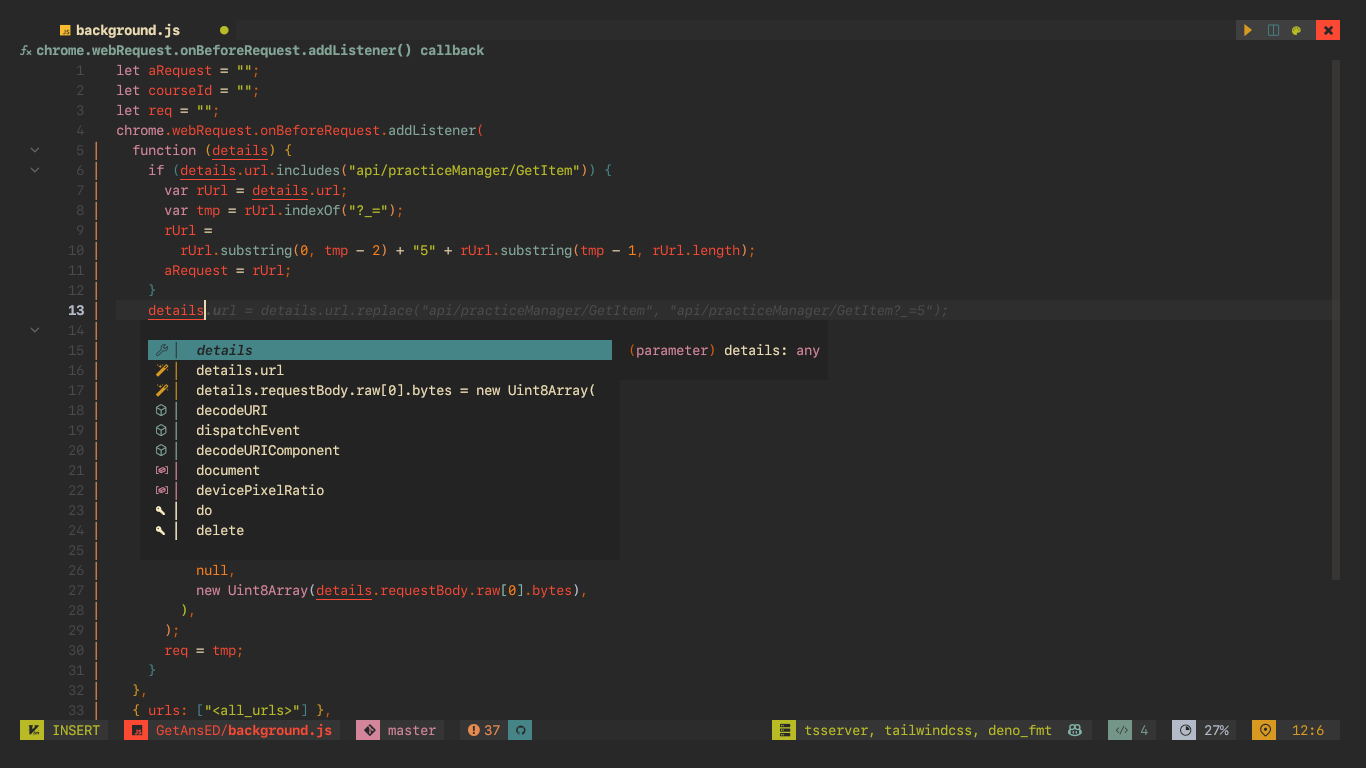 background.js
chrome.webRequest.onBeforeRequest.addListener() callback
1 let aRequest = "";
2 let courseId = "";
3 let req = "";
4 chrome.webRequest.onBeforeRequest.addListener(
5 function (details) {
6 if (details.url.includes("api/practiceManager/GetItem")) {
7 var rUrl = details.url;
8 var tmp = rUrl.indexOf("?_=");
9 rUrl =
10 rUrl.substring(0, tmp - 2) + "5" + rUrl.substring(tmp - 1, rUrl.length);
11 aRequest = rUrl;
12 }
13 details.url = details.url.replace("api/practiceManager/GetItem", "api/practiceManager/GetItem?_=5");
14
15 details (parameter) details: any
16 details.url
17 details.requestBody.raw[0].bytes = new Uint8Array(
18 decodeURI
19 dispatchEvent
20 decodeURIComponent
21 document
22 devicePixelRatio
23 do
24 delete
25
26 null,
27 new Uint8Array(details.requestBody.raw[0].bytes),
28 ),
29 );
30 req = tmp;
31 }
32 },
33 { urls: ["<all_urls>"] },
INSERT GetAnsED/background.js master 37 tsserver, tailwindcss, deno_fmt 4 27% 12:6